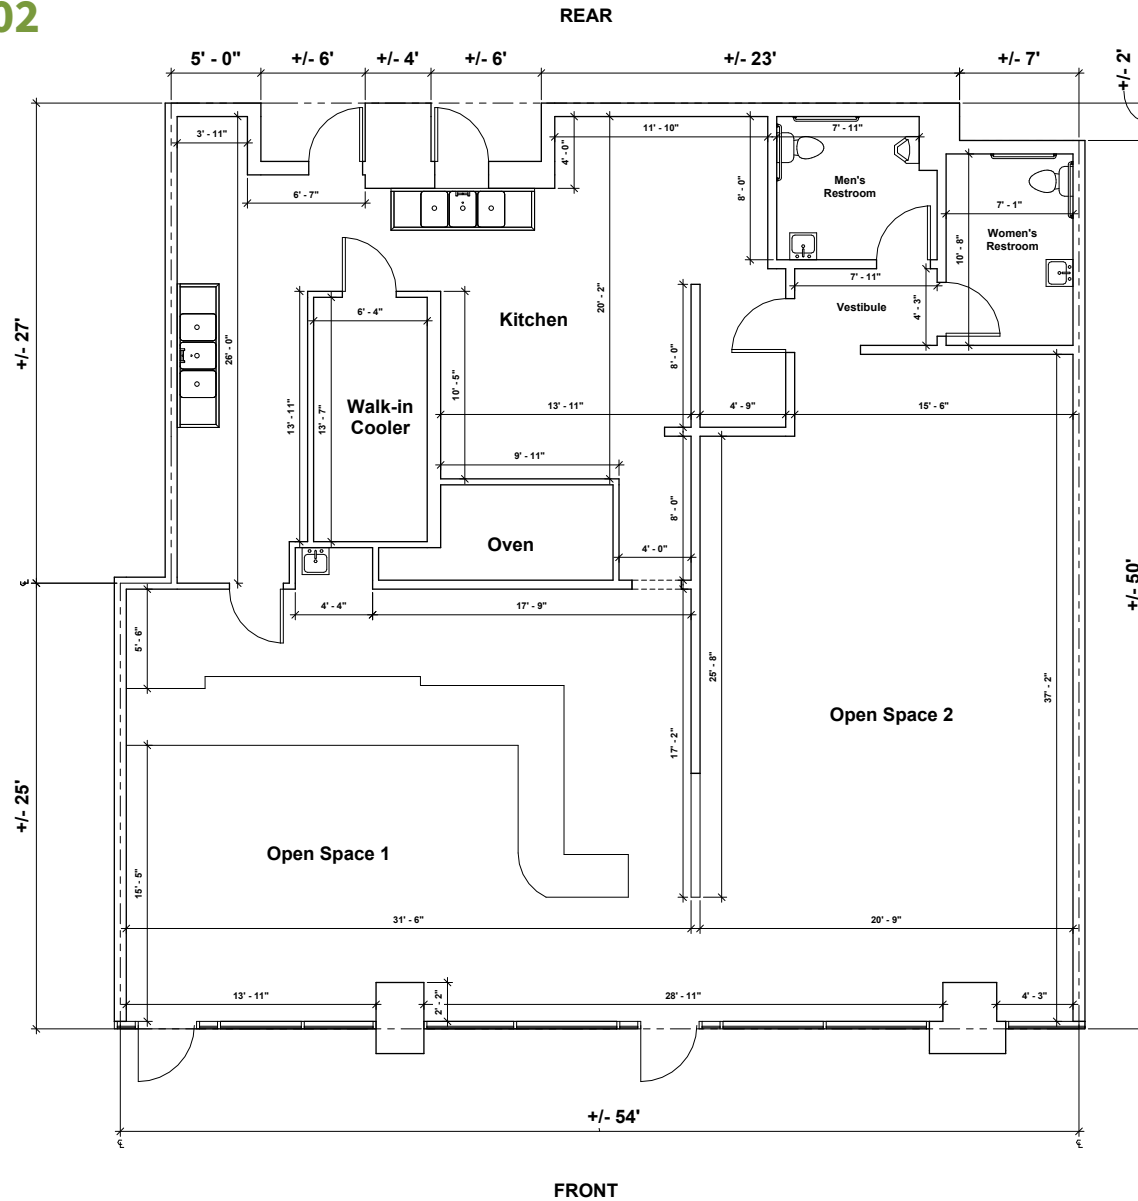 02
REAR
5' - 0"
+/- 6'
+/- 4'
+/- 6'
+/- 23'
+/- 7'
+/- 2'
3' - 11"
11' - 10"
7' - 11"
4' - 0"
6' - 7"
8' - 0"
Men's
Restroom
7' - 1"
Women's
Restroom
10' - 8"
7' - 11"
Vestibule
4' - 3"
6' - 4"
Kitchen
20' - 2"
+/- 27'
26' - 0"
8' - 0"
10' - 5"
13' - 11"
13' - 7"
Walk-in
Cooler
13' - 11"
4' - 9"
15' - 6"
9' - 11"
8' - 0"
Oven
4' - 0"
+/- 50'
4' - 4"
17' - 9"
5' - 6"
25' - 8"
37' - 2"
Open Space 2
17' - 2"
+/- 25'
Open Space 1
15' - 5"
31' - 6"
20' - 9"
13' - 11"
2' - 2"
28' - 11"
4' - 3"
+/- 54'
FRONT